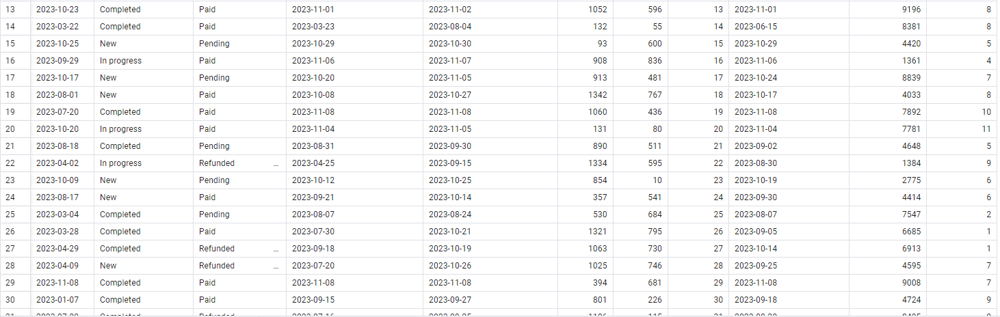 13 2023-10-23 Completed Paid 2023-11-01 2023-11-02 1052 596 13 2023-11-01 9196 8
14 2023-03-22 Completed Paid 2023-03-23 2023-08-04 132 55 14 2023-06-15 8381 8
15 2023-10-25 New Pending 2023-10-29 2023-10-30 93 600 15 2023-10-29 4420 5
16 2023-09-29 In progress Paid 2023-11-06 2023-11-07 908 836 16 2023-11-06 1361 4
17 2023-10-17 New Pending 2023-10-20 2023-11-05 913 481 17 2023-10-24 8839 7
18 2023-08-01 New Paid 2023-10-08 2023-10-27 1342 767 18 2023-10-17 4033 8
19 2023-07-20 Completed Paid 2023-11-08 2023-11-08 1060 436 19 2023-11-08 7892 10
20 2023-10-20 In progress Paid 2023-11-04 2023-11-05 131 80 20 2023-11-04 7781 11
21 2023-08-18 Completed Pending 2023-08-31 2023-09-30 890 511 21 2023-09-02 4648 5
22 2023-04-02 In progress Refunded ... 2023-04-25 2023-09-15 1334 595 22 2023-08-30 1384 9
23 2023-10-09 New Pending 2023-10-12 2023-10-25 854 10 23 2023-10-19 2775 6
24 2023-08-17 New Paid 2023-09-21 2023-10-14 357 541 24 2023-09-30 4414 6
25 2023-03-04 Completed Pending 2023-08-07 2023-08-24 530 684 25 2023-08-07 7547 2
26 2023-03-28 Completed Paid 2023-07-30 2023-10-21 1321 795 26 2023-09-05 6685 1
27 2023-04-29 Completed Refunded ... 2023-09-18 2023-10-19 1063 730 27 2023-10-14 6913 1
28 2023-04-09 New Refunded ... 2023-07-20 2023-10-26 1025 746 28 2023-09-25 4595 7
29 2023-11-08 Completed Paid 2023-11-08 2023-11-08 394 681 29 2023-11-08 9008 7
30 2023-01-07 Completed Paid 2023-09-15 2023-09-27 801 226 30 2023-09-18 4724 9